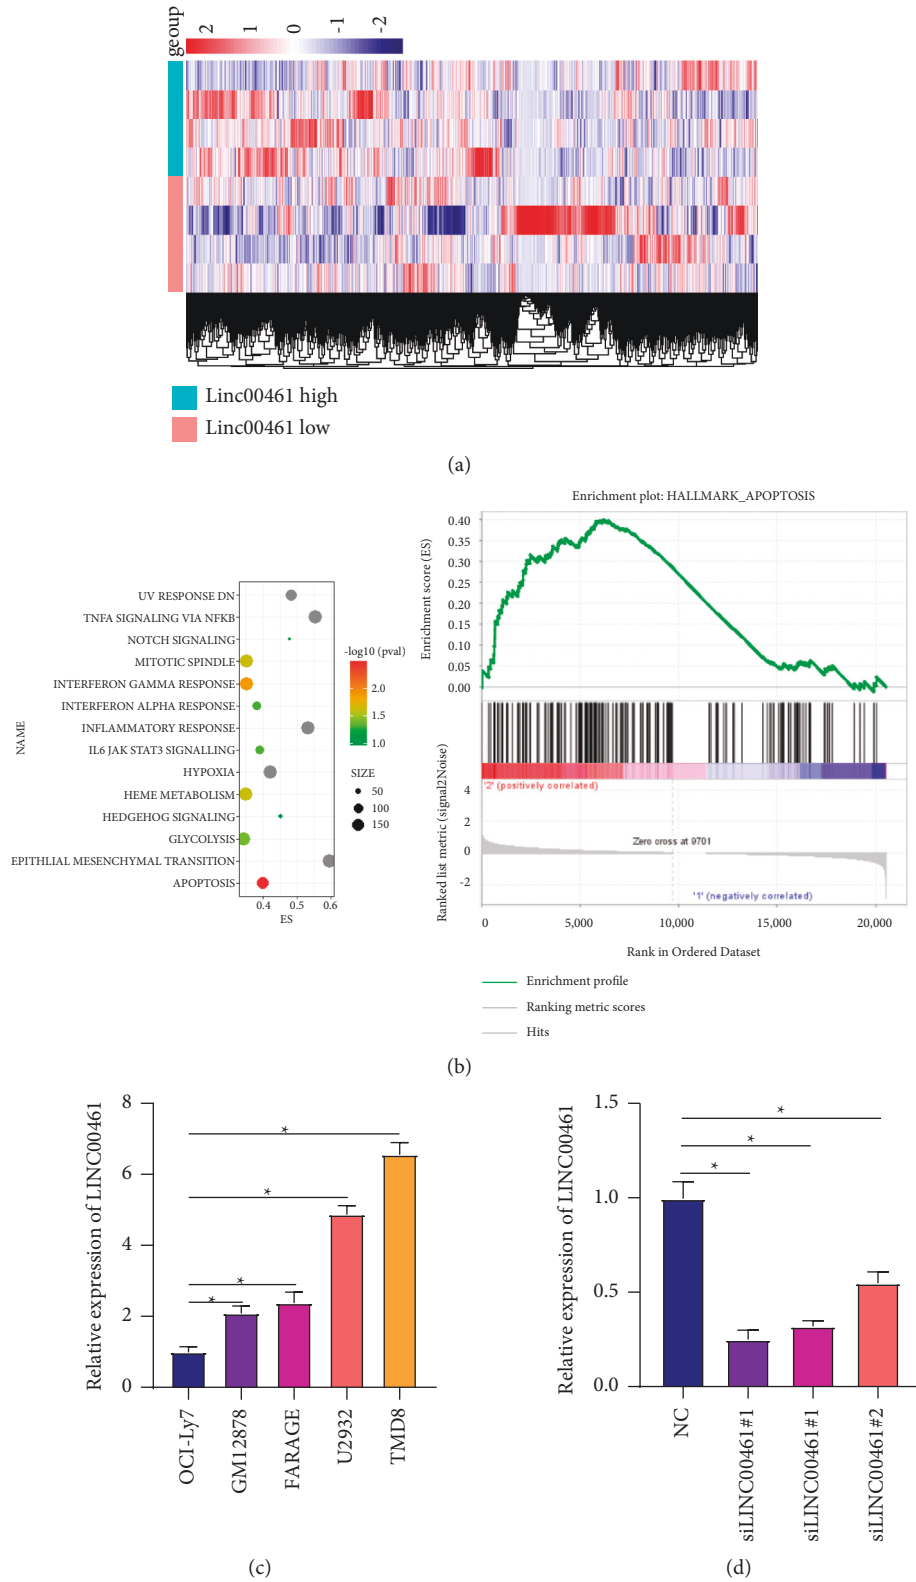 geoup
2
1
0
-1
-2
Linc00461 high
Linc00461 low
(a)
UV RESPONSE DN
TNFA SIGNALING VIA NFKB
NOTCH SIGNALING
MITOTIC SPINDLE
INTERFERON GAMMA RESPONSE
INTERFERON ALPHA RESPONSE
INFLAMMATORY RESPONSE
IL6 JAK STAT3 SIGNALLING
HYPOXIA
HEME METABOLISM
HEDGEHOG SIGNALING
GLYCOLYSIS
EPITHLIAL MESENCHYMAL TRANSITION
APOPTOSIS
NAME
0.4
0.5
0.6
ES
-log10 (pval)
2.0
1.5
1.0
SIZE
50
100
150
Enrichment plot: HALLMARK_APOPTOSIS
Enrichment score (ES)
0.40
0.35
0.30
0.25
0.20
0.15
0.10
0.05
0.00
'2' (positively correlated)
Ranked list metric (signal2Noise)
4
2
0
-2
Zero cross at 9701
'1' (negatively correlated)
0
5,000
10,000
15,000
20,000
Rank in Ordered Dataset
Enrichment profile
Ranking metric scores
Hits
(b)
Relative expression of LINC00461
8
6
4
2
0
*
*
*
*
OCI-Ly7
GM12878
FARAGE
U2932
TMD8
(c)
Relative expression of LINC00461
1.5
1.0
0.5
0.0
*
*
*
NC
siLINC00461#1
siLINC00461#1
siLINC00461#2
(d)